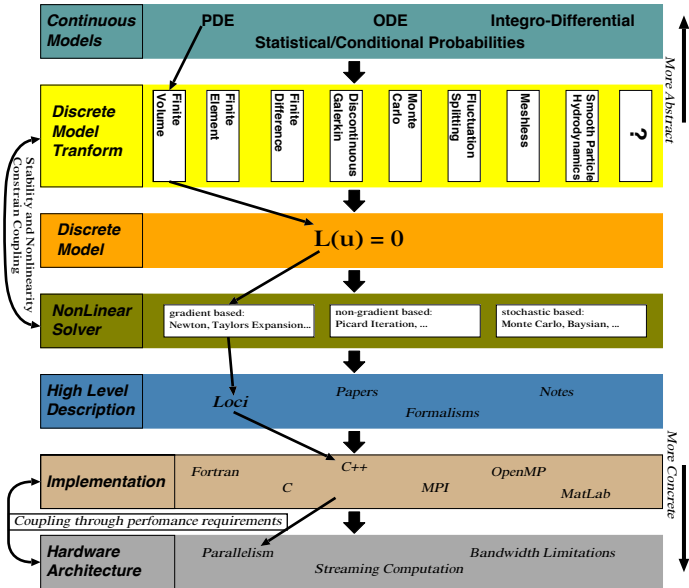 Continuous
Models
PDE
ODE
Integro-Differential
Statistical/Conditional Probabilities
More Abstract
Discrete
Model
Tranform
Finite
Volume
Finite
Element
Finite
Difference
Discontinuous
Galerkin
Monte
Carlo
Fluctuation
Splitting
Meshless
Smooth Particle
Hydrodynamics
?
Stability and Nonlinearity
Constrain Coupling
Discrete
Model
L(u) = 0
NonLinear
Solver
gradient based:
Newton, Taylors Expansion...
non-gradient based:
Picard Iteration, ...
stochastic based:
Monte Carlo, Baysian, ...
High Level
Description
Loci
Papers
Formalisms
Notes
More Concrete
Implementation
Fortran
C
C++
MPI
OpenMP
MatLab
Coupling through perfomance requirements
Hardware
Architecture
Parallelism
Streaming Computation
Bandwidth Limitations